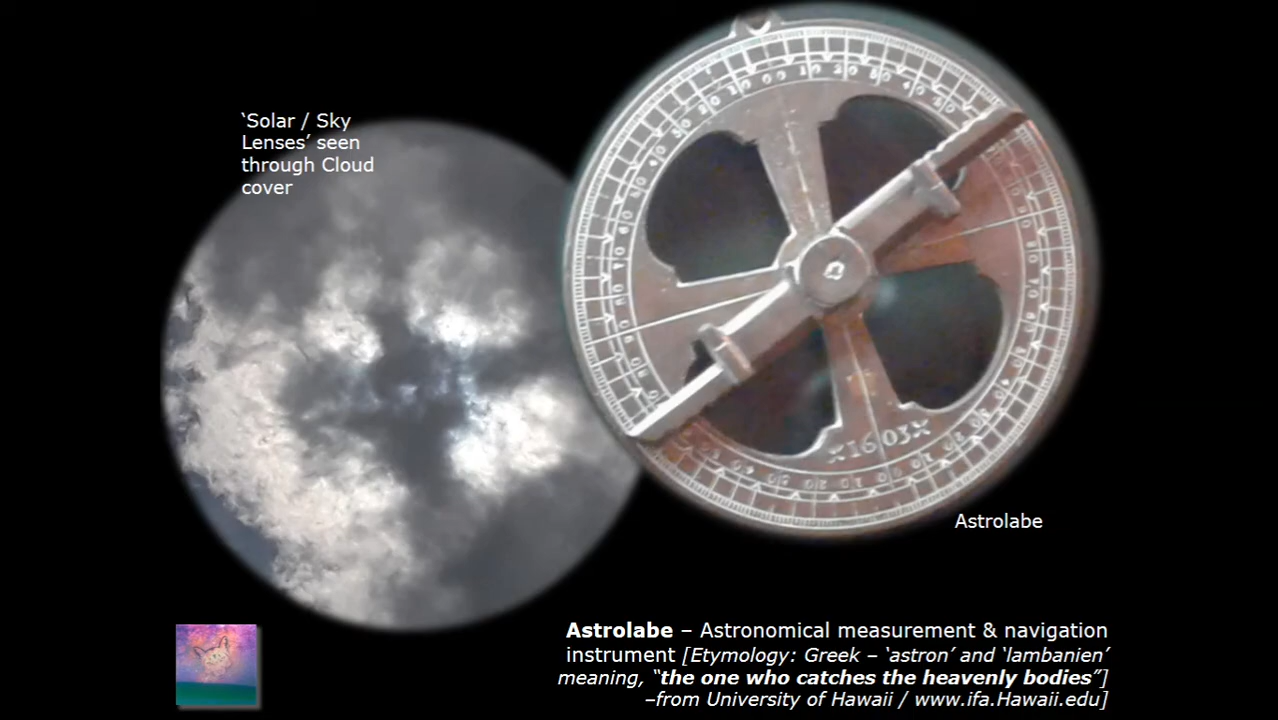 ‘Solar / Sky
Lenses’ seen
through Cloud
cover
1603
Astrolabe
Astrolabe – Astronomical measurement & navigation
instrument [Etymology: Greek – ‘astron’ and ‘lambanien’
meaning, “the one who catches the heavenly bodies”]
–from University of Hawaii / www.ifa.Hawaii.edu]